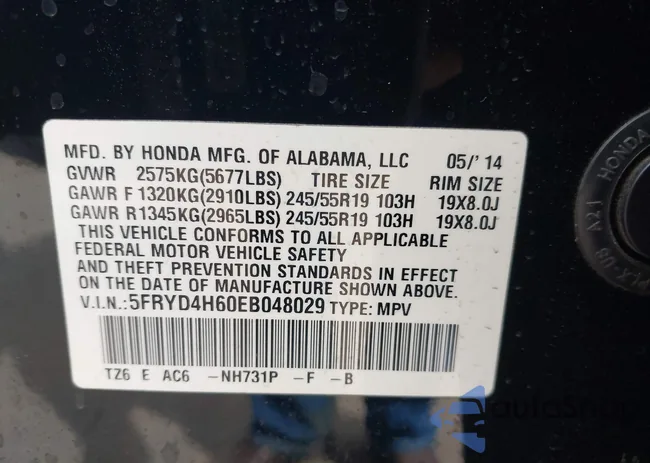 MFD. BY HONDA MFG. OF ALABAMA, LLC 05/'14
GVWR 2575KG(5677LBS) TIRE SIZE RIM SIZE
GAWR F 1320KG(2910LBS) 245/55R19 103H 19X8.0J
GAWR R 1345KG(2965LBS) 245/55R19 103H 19X8.0J
THIS VEHICLE CONFORMS TO ALL APPLICABLE
FEDERAL MOTOR VEHICLE SAFETY
AND THEFT PREVENTION STANDARDS IN EFFECT
ON THE DATE OF MANUFACTURE SHOWN ABOVE.
V.I.N.:5FRYD4H60EB048029 TYPE: MPV
TZ6 E AC6 -NH731P -F -B
A21 HONDA